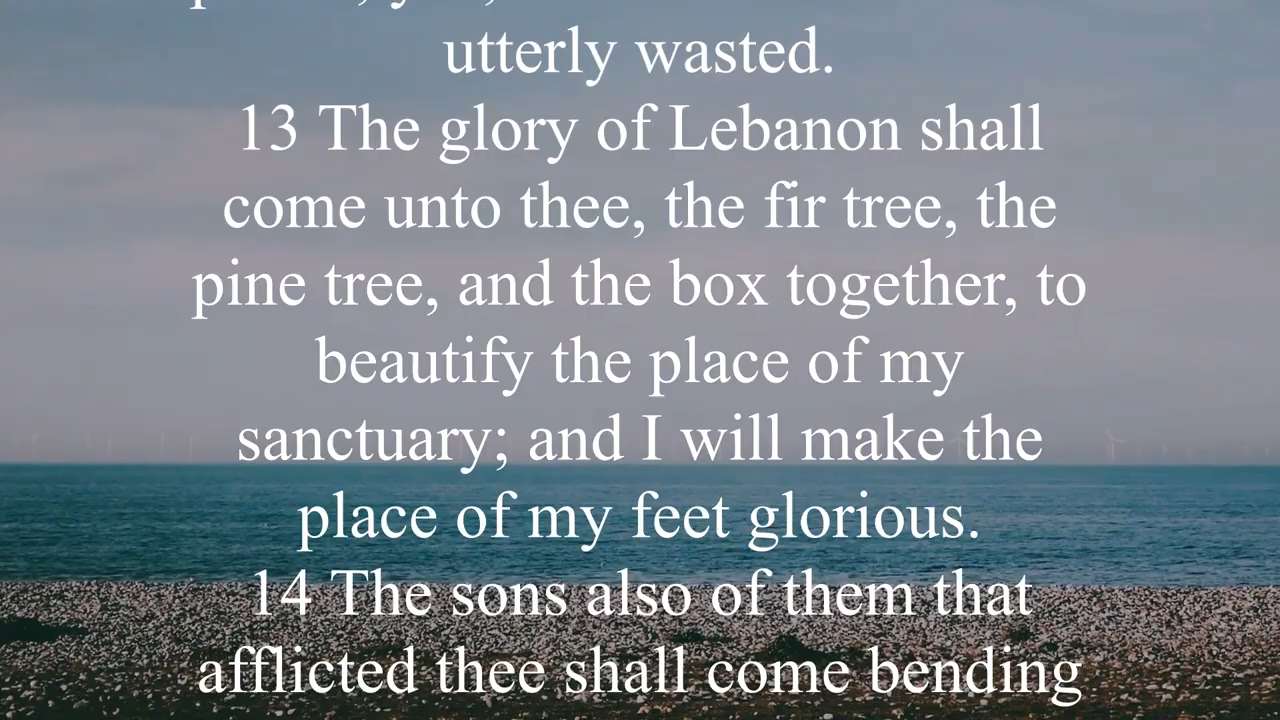 utterly wasted.
13 The glory of Lebanon shall
come unto thee, the fir tree, the
pine tree, and the box together, to
beautify the place of my
sanctuary; and I will make the
place of my feet glorious.
14 The sons also of them that
afflicted thee shall come bending